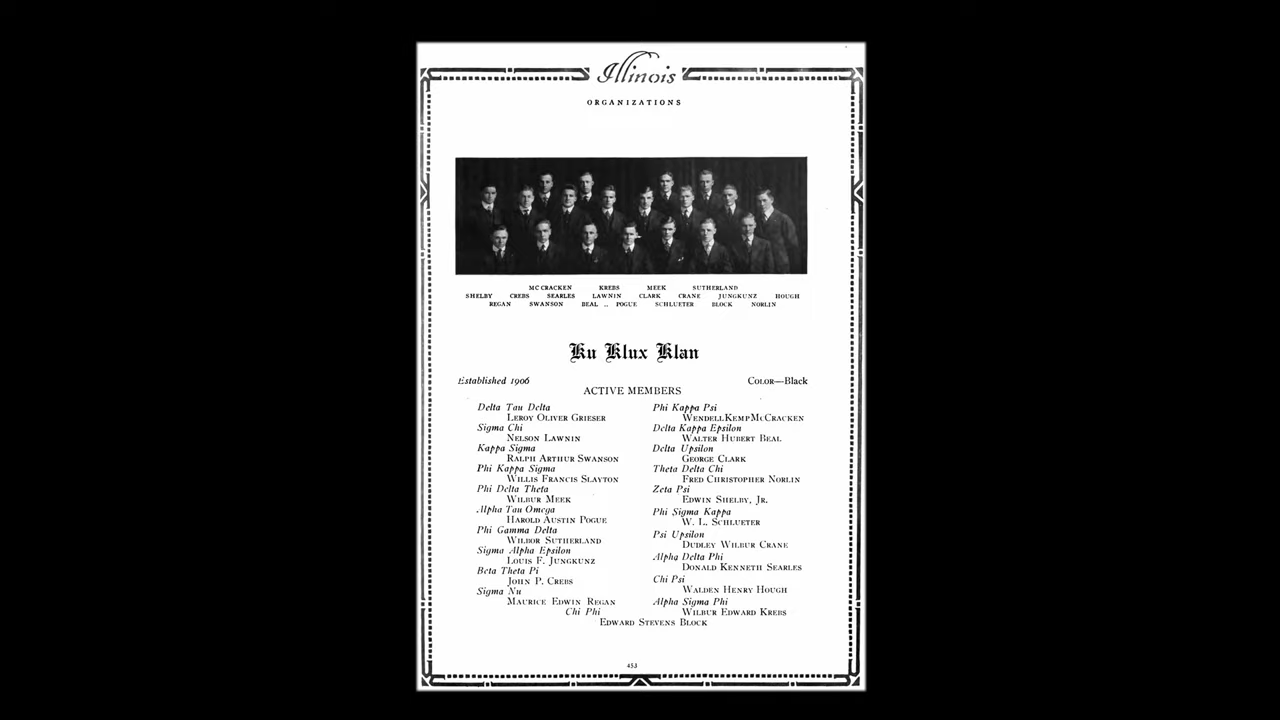 Illinois
ORGANIZATIONS
MCCRACKEN KREBS MEEK SUTHERLAND
SHELBY CREBS SEARLES LAWNIN CLARK CRANE JUNGKUNZ HOUGH
REGAN SWANSON BEAL .. POGUE SCHLUETER BLOCK NORLIN
Ku Klux Klan
Established 1906 COLOR—Black
ACTIVE MEMBERS
Delta Tau Delta
LEROY OLIVER GRIESER
Sigma Chi
NELSON LAWNIN
Kappa Sigma
RALPH ARTHUR SWANSON
Phi Kappa Sigma
WILLIS FRANCIS SLAYTON
Phi Delta Theta
WILBUR MEEK
Alpha Tau Omega
HAROLD AUSTIN POGUE
Phi Gamma Delta
WILBOR SUTHERLAND
Sigma Alpha Epsilon
LOUIS F. JUNGKUNZ
Beta Theta Pi
JOHN P. CREBS
Sigma Nu
MAURICE EDWIN REGAN
Phi Kappa Psi
WENDELL KEMP MCCRACKEN
Delta Kappa Epsilon
WALTER HUBERT BEAL
Delta Upsilon
GEORGE CLARK
Theta Delta Chi
FRED CHRISTOPHER NORLIN
Zeta Psi
EDWIN SHELBY, JR.
Phi Sigma Kappa
W. L. SCHLUETER
Psi Upsilon
DUDLEY WILBUR CRANE
Alpha Delta Phi
DONALD KENNETH SEARLES
Chi Psi
WALDEN HENRY HOUGH
Alpha Sigma Phi
WILBUR EDWARD KREBS
Chi Phi
EDWARD STEVENS BLOCK
453